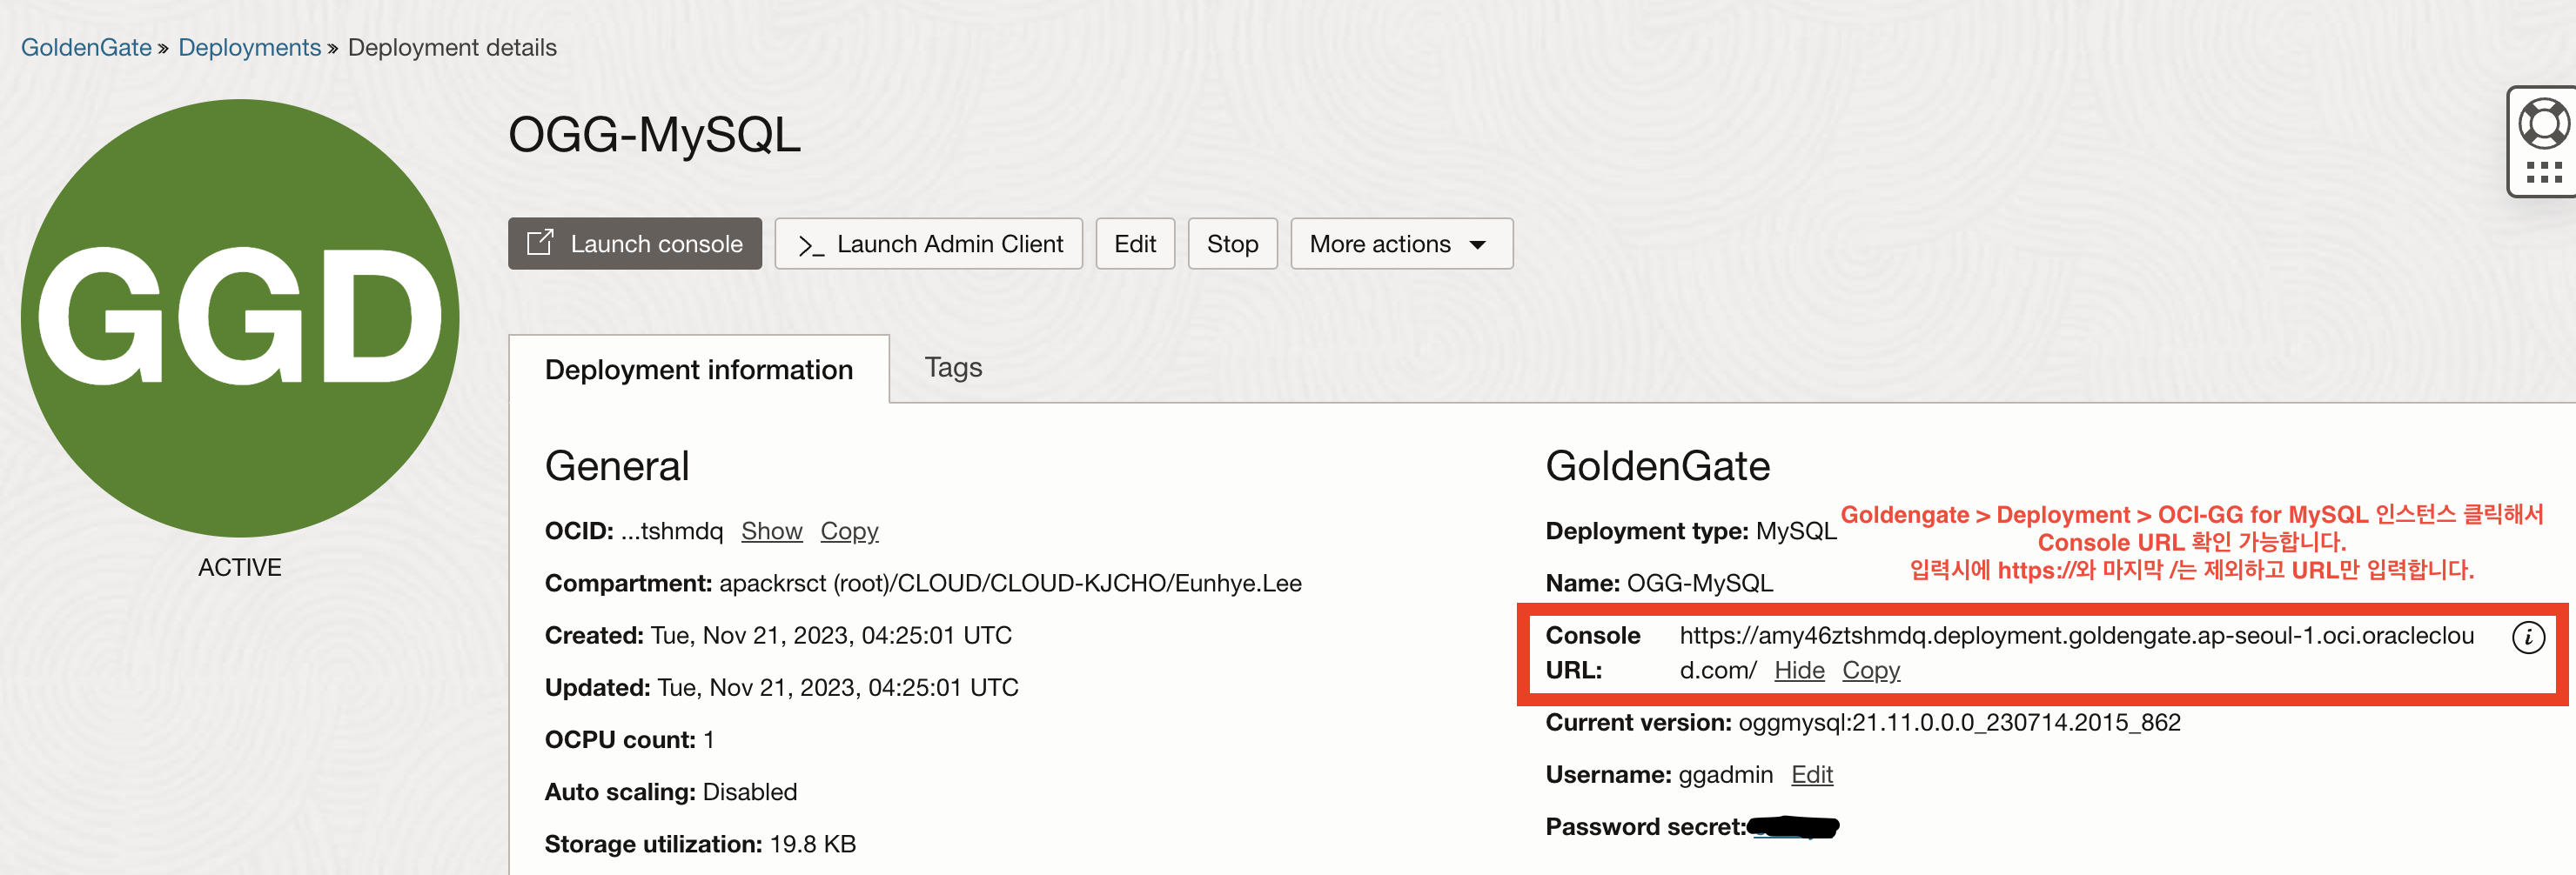 GoldenGate » Deployments » Deployment details
GGD
ACTIVE
OGG-MySQL
Launch console
>_ Launch Admin Client
Edit
Stop
More actions
Deployment information
Tags
General
OCID: ...tshmdq Show Copy
Compartment: apackrsct (root)/CLOUD/CLOUD-KJCHO/Eunhye.Lee
Created: Tue, Nov 21, 2023, 04:25:01 UTC
Updated: Tue, Nov 21, 2023, 04:25:01 UTC
OCPU count: 1
Auto scaling: Disabled
Storage utilization: 19.8 KB
GoldenGate
Deployment type: MySQL
Goldengate > Deployment > OCI-GG for MySQL 인스턴스 클릭해서
Console URL 확인 가능합니다.
입력시에 https://와 마지막 /는 제외하고 URL만 입력합니다.
Name: OGG-MySQL
Console URL: https://amy46ztshmdq.deployment.goldengate.ap-seoul-1.oci.oracleclou
d.com/ Hide Copy
Current version: oggmysql:21.11.0.0.0_230714.2015_862
Username: ggadmin Edit
Password secret: